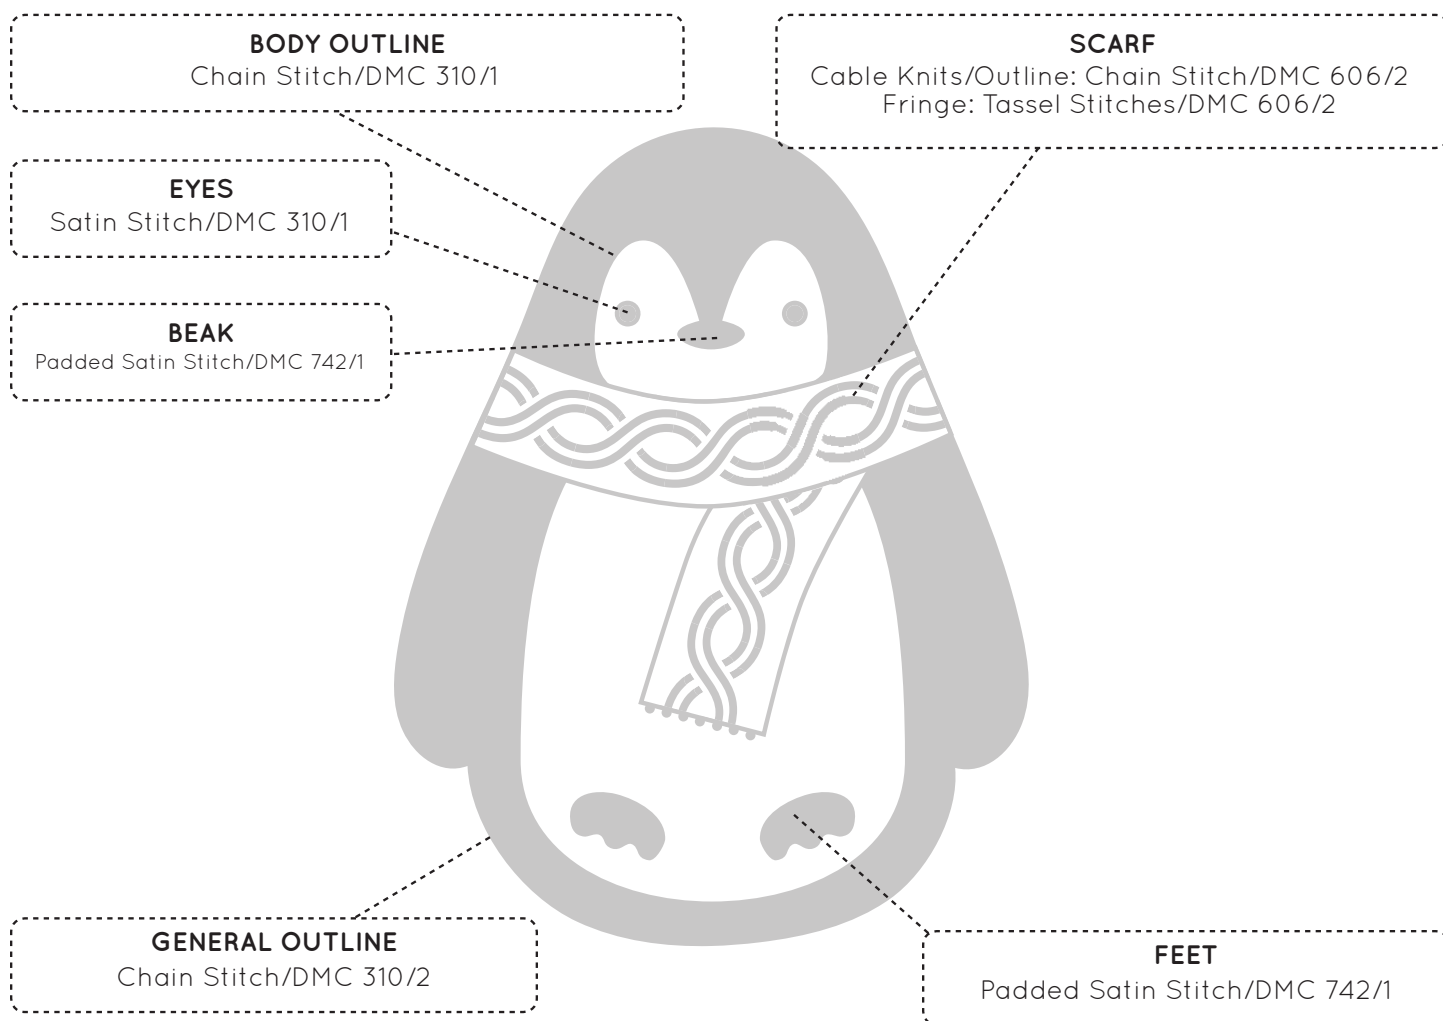 BODY OUTLINE
Chain Stitch/DMC 310/1
SCARF
Cable Knits/Outline: Chain Stitch/DMC 606/2
Fringe: Tassel Stitches/DMC 606/2
EYES
Satin Stitch/DMC 310/1
BEAK
Padded Satin Stitch/DMC 742/1
GENERAL OUTLINE
Chain Stitch/DMC 310/2
FEET
Padded Satin Stitch/DMC 742/1